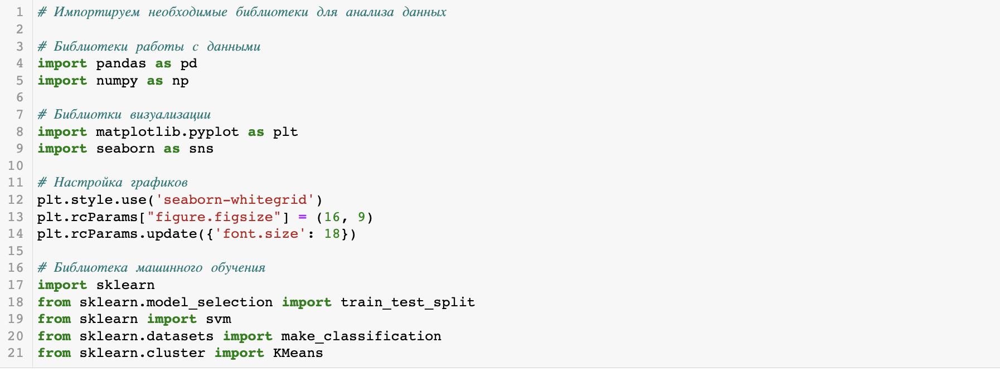 1 # Импортируем необходимые библиотеки для анализа данных
2
3 # Библиотеки работы с данными
4 import pandas as pd
5 import numpy as np
6
7 # Библиотки визуализации
8 import matplotlib.pyplot as plt
9 import seaborn as sns
10
11 # Настройка графиков
12 plt.style.use('seaborn-whitegrid')
13 plt.rcParams["figure.figsize"] = (16, 9)
14 plt.rcParams.update({'font.size': 18})
15
16 # Библиотека машинного обучения
17 import sklearn
18 from sklearn.model_selection import train_test_split
19 from sklearn import svm
20 from sklearn.datasets import make_classification
21 from sklearn.cluster import KMeans